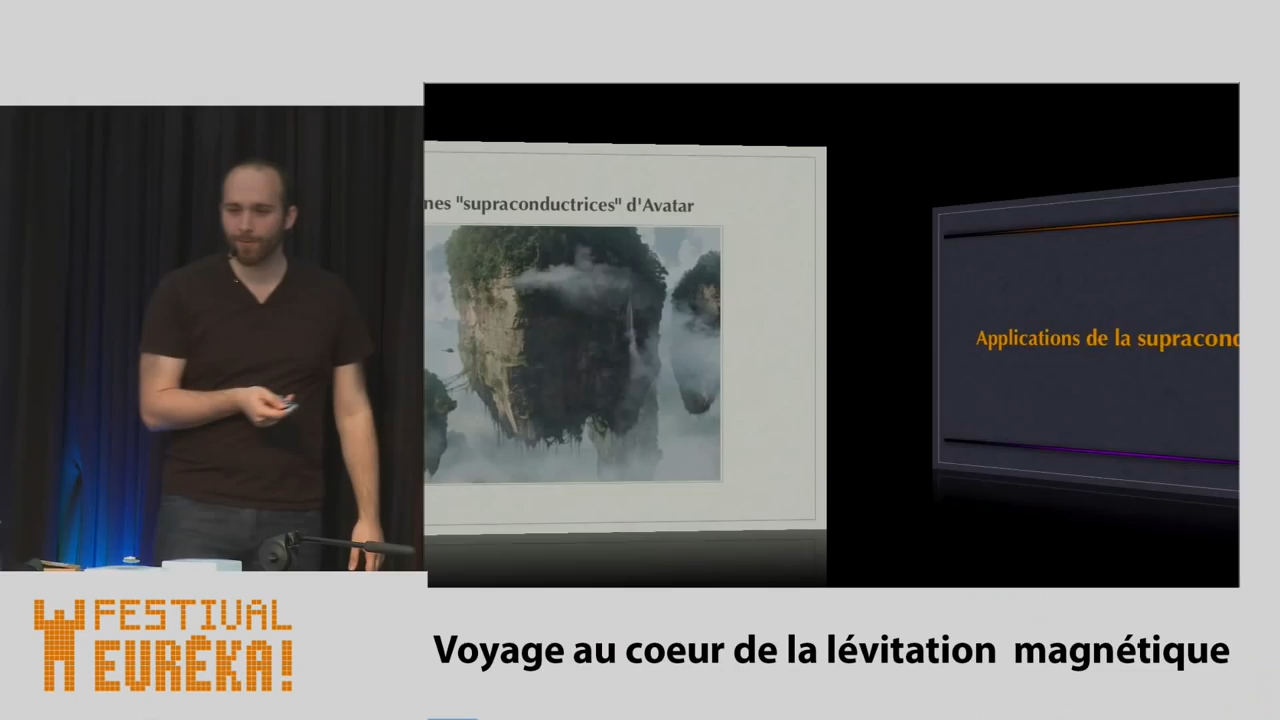 nes "supraconductrices" d'Avatar
Applications de la supracond
FESTIVAL
EURÊKA!
Voyage au coeur de la lévitation magnétique